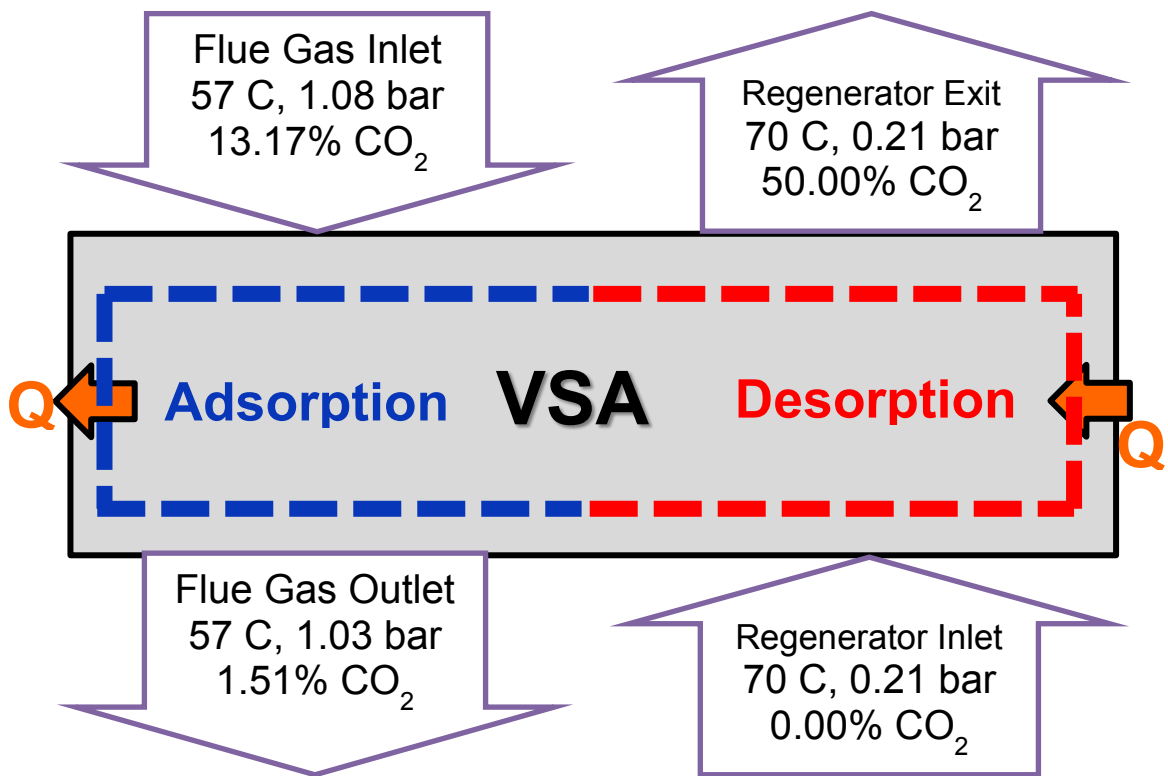 Flue Gas Inlet
57 C, 1.08 bar
13.17% CO₂
Regenerator Exit
70 C, 0.21 bar
50.00% CO₂
Q
Adsorption
VSA
Desorption
Q
Flue Gas Outlet
57 C, 1.03 bar
1.51% CO₂
Regenerator Inlet
70 C, 0.21 bar
0.00% CO₂